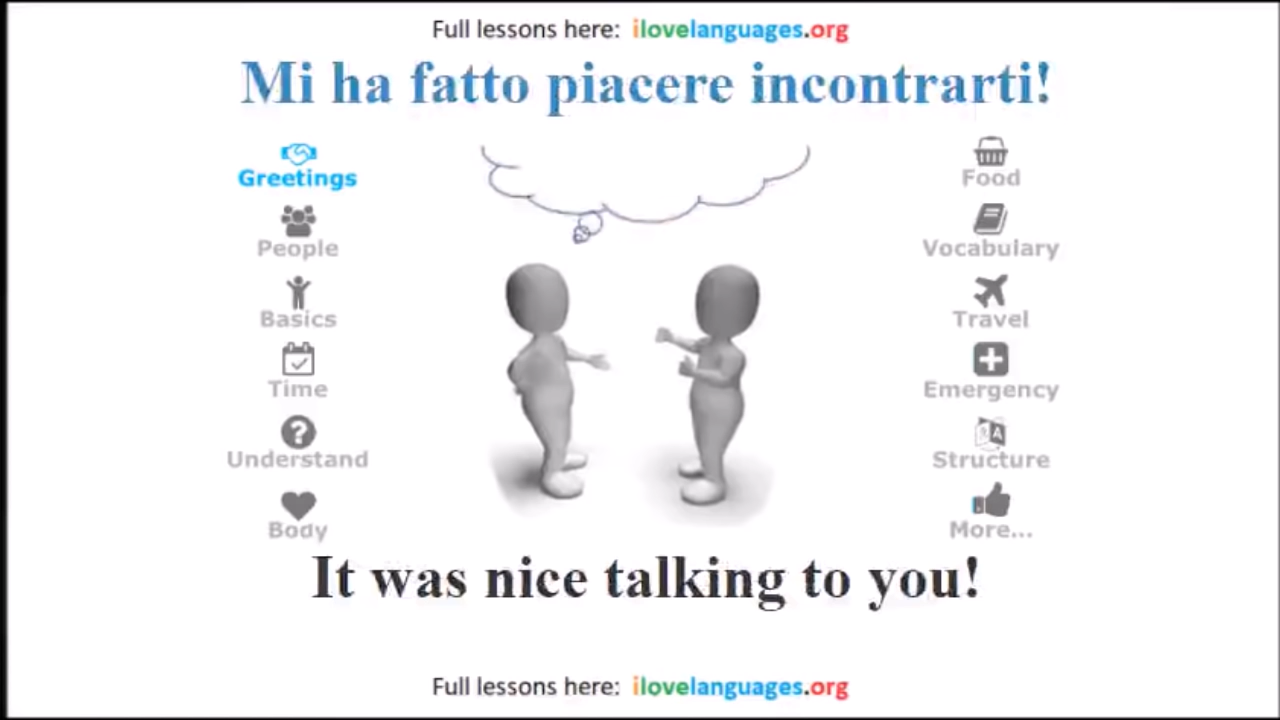 Full lessons here: ilovelanguages.org
Mi ha fatto piacere incontrarti!
Greetings
People
Basics
Time
Understand
Body
Food
Vocabulary
Travel
Emergency
Structure
More...
It was nice talking to you!
Full lessons here: ilovelanguages.org